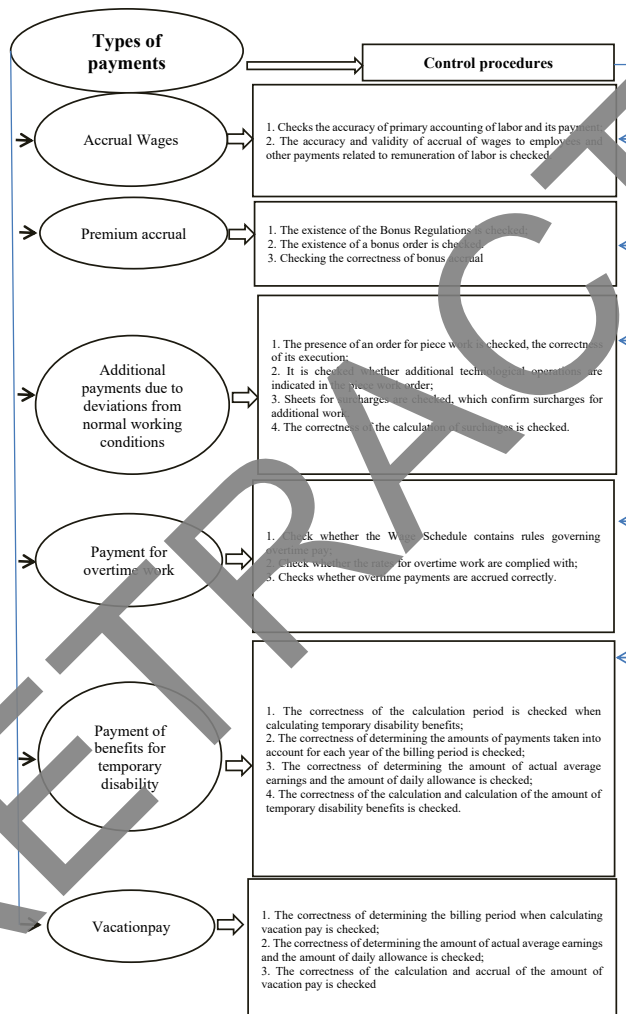 Types of
payments
Control procedures
Accrual Wages
1. Checks the accuracy of primary accounting of labor and its payment;
2. The accuracy and validity of accrual of wages to employees and
other payments related to remuneration of labor is checked.
Premium accrual
1. The existence of the Bonus Regulations is checked;
2. The existence of a bonus order is checked;
3. Checking the correctness of bonus accrual
Additional
payments due to
deviations from
normal working
conditions
1. The presence of an order for piece work is checked, the correctness
of its execution;
2. It is checked whether additional technological operations are
indicated in the piece work order;
3. Sheets for surcharges are checked, which confirm surcharges for
additional work.
4. The correctness of the calculation of surcharges is checked.
Payment for
overtime work
1. Check whether the Wage Schedule contains rules governing
overtime pay;
2. Check whether the rates for overtime work are complied with;
3. Checks whether overtime payments are accrued correctly.
Payment of
benefits for
temporary
disability
1. The correctness of the calculation period is checked when
calculating temporary disability benefits;
2. The correctness of determining the amounts of payments taken into
account for each year of the billing period is checked;
3. The correctness of determining the amount of actual average
earnings and the amount of daily allowance is checked;
4. The correctness of the calculation and calculation of the amount of
temporary disability benefits is checked.
Vacationpay
1. The correctness of determining the billing period when calculating
vacation pay is checked;
2. The correctness of determining the amount of actual average earnings
and the amount of daily allowance is checked;
3. The correctness of the calculation and accrual of the amount of
vacation pay is checked
ETRACT